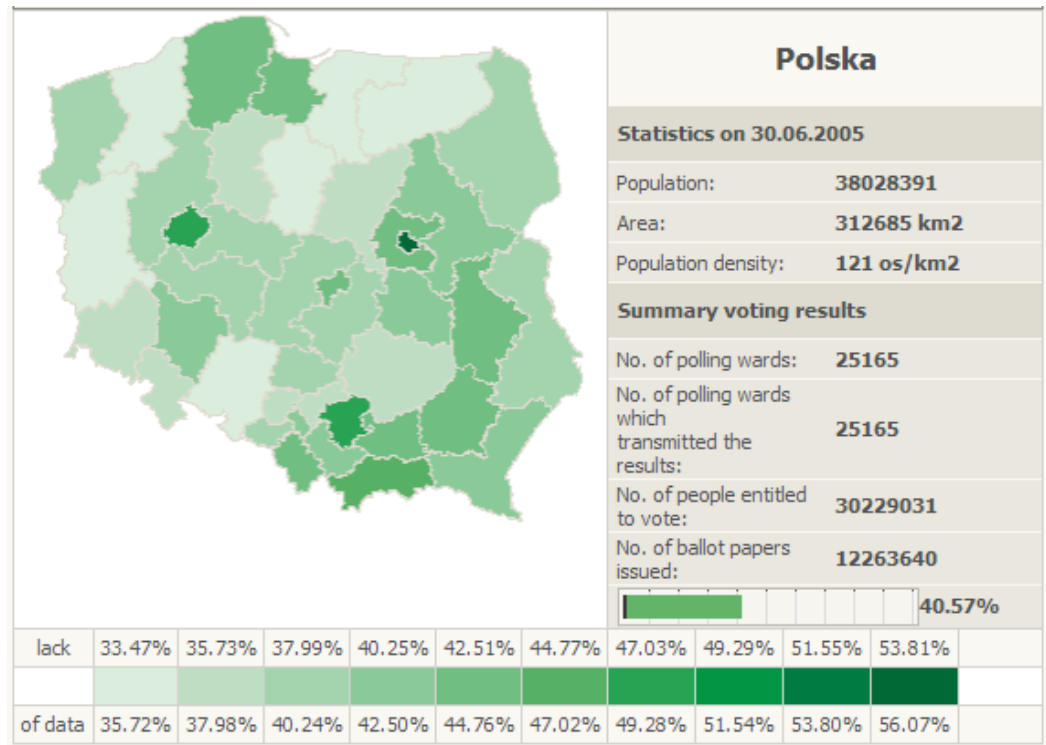 Polska
Statistics on 30.06.2005
Population: 38028391
Area: 312685 km2
Population density: 121 os/km2
Summary voting results
No. of polling wards: 25165
No. of polling wards
which
transmitted the
results: 25165
No. of people entitled
to vote: 30229031
No. of ballot papers
issued: 12263640
40.57%
lack 33.47% 35.73% 37.99% 40.25% 42.51% 44.77% 47.03% 49.29% 51.55% 53.81%
of data 35.72% 37.98% 40.24% 42.50% 44.76% 47.02% 49.28% 51.54% 53.80% 56.07%